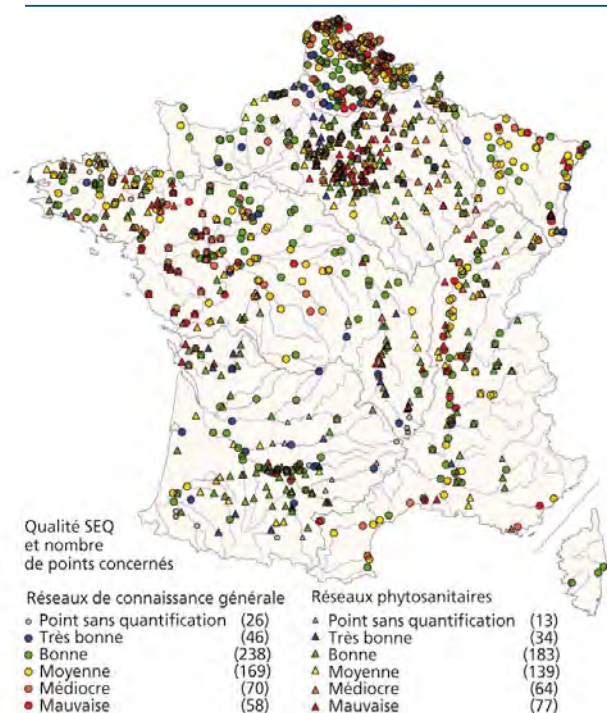 Qualité SEQ
et nombre
de points concernés
Réseaux de connaissance générale
Point sans quantification (26)
Très bonne (46)
Bonne (238)
Moyenne (169)
Médiocre (70)
Mauvaise (58)
Réseaux phytosanitaires
Point sans quantification (13)
Très bonne (34)
Bonne (183)
Moyenne (139)
Médiocre (64)
Mauvaise (77)